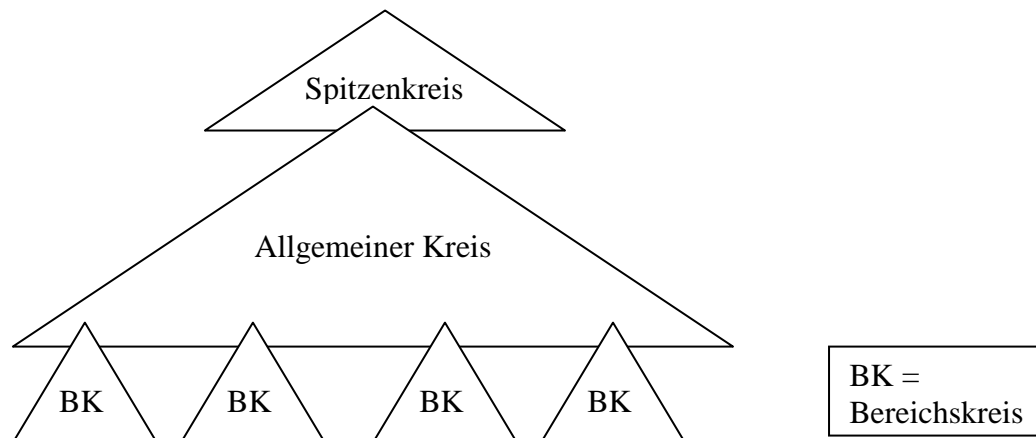 Spitzenkreis
Allgemeiner Kreis
BK BK BK BK
BK =
Bereichskreis